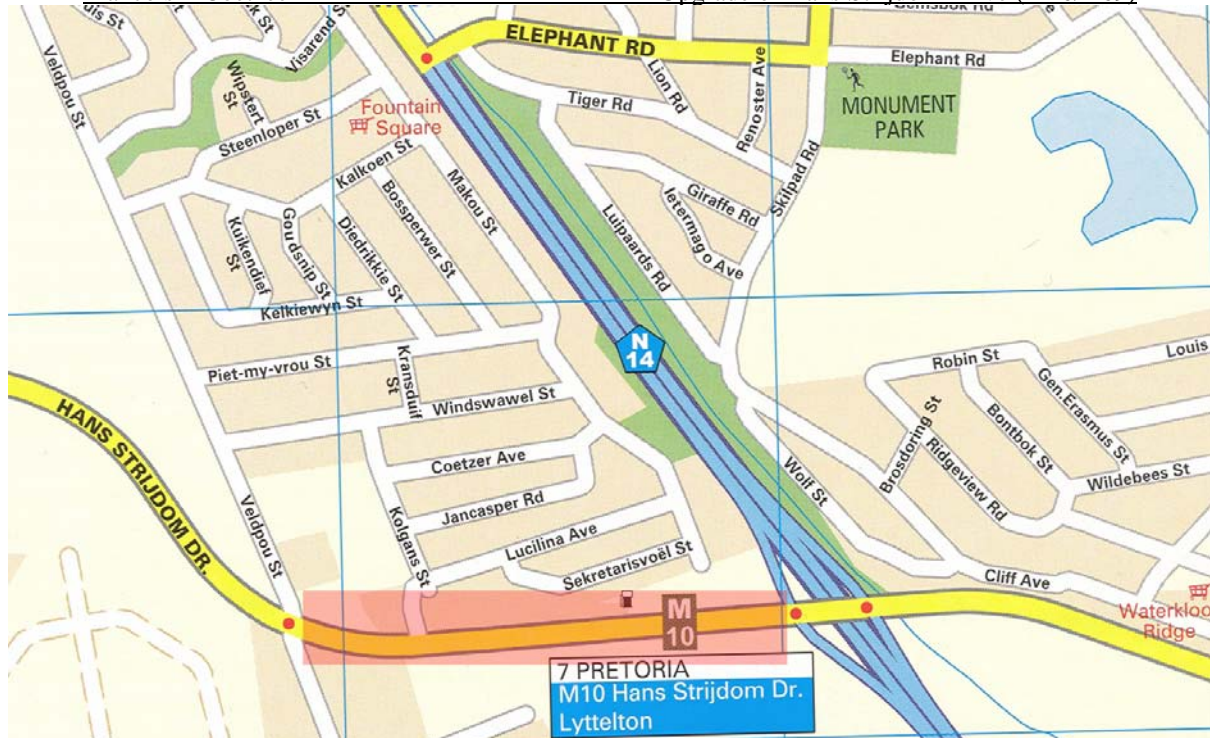 ELEPHANT RD
Elephant Rd
Visarend St
Veldpou St
Wipstert
St
Steenloper St
Fountain
Square
Tiger Rd
Lion Rd
Renoster Ave
MONUMENT
PARK
Kalkoen St
Makou St
Bossperwer St
Diedrikkie St
Goudsnip St
Kuikendief
St
Kelkiewyn St
Giraffe Rd
Ietermago Ave
Skilpad Rd
Luipaards Rd
N
14
Piet-my-vrou St
Kransduif
St
Windswawel St
Robin St
Louis
Gen.Erasmus St
Bontbok St
Brosdoring St
Ridgeview Rd
Wildebees St
HANS STRIJDOM DR.
Coetzer Ave
Jancasper Rd
Kolgans St
Lucilina Ave
Sekretarisvoël St
Wolf St
Veldpou St
Cliff Ave
Waterkloo
Ridge
M
10
7 PRETORIA
M10 Hans Strijdom Dr.
Lyttelton